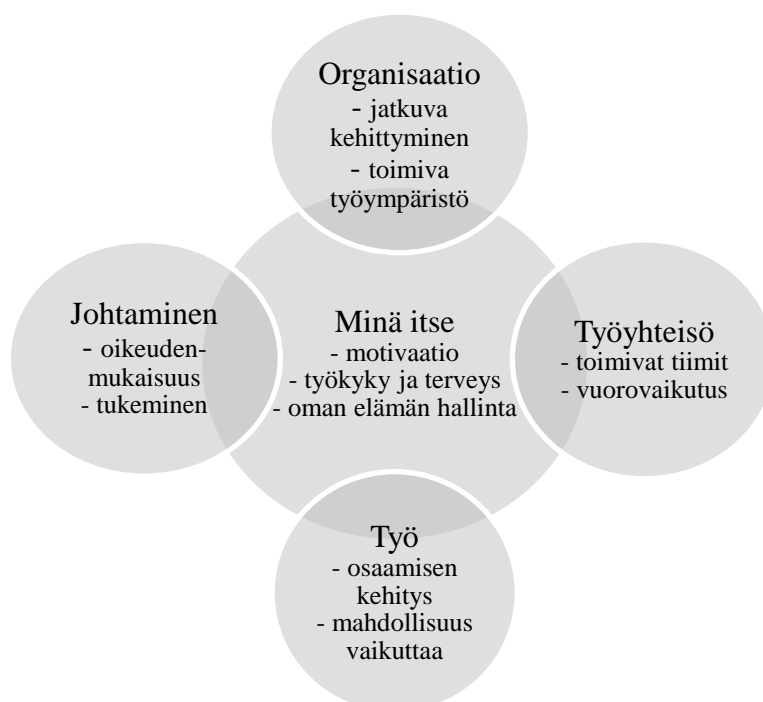 Organisaatio
- jatkuva
kehittyminen
- toimiva
työympäristö
Johtaminen
- oikeuden-
mukaisuus
- tukeminen
Minä itse
- motivaatio
- työkyky ja terveys
- oman elämän hallinta
Työyhteisö
- toimivat tiimit
- vuorovaikutus
Työ
- osaamisen
kehitys
- mahdollisuus
vaikuttaa